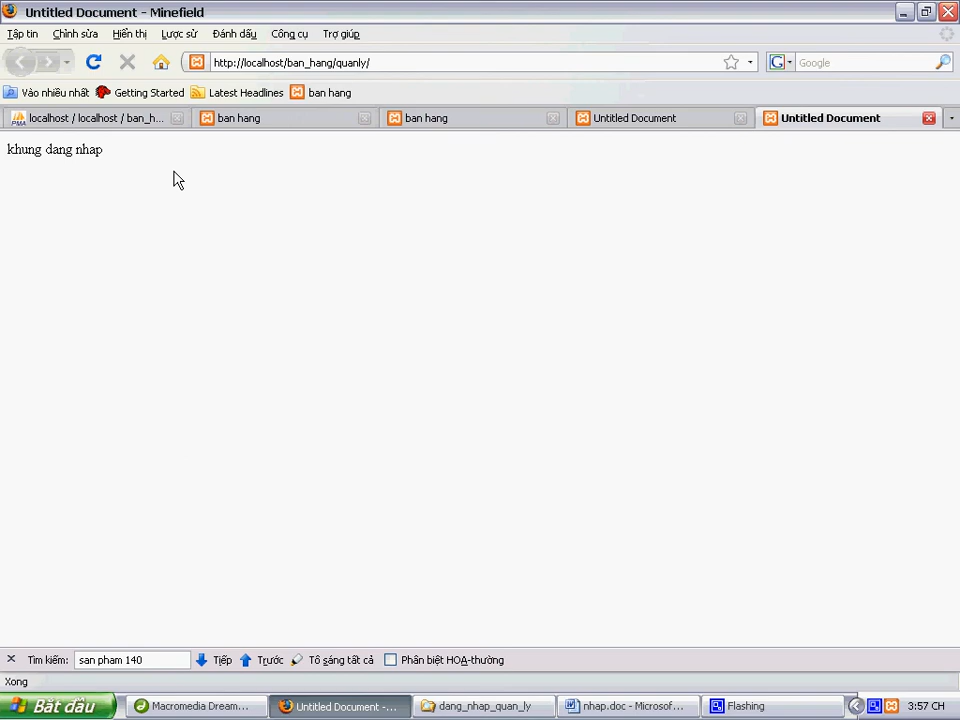 Untitled Document - Minefield
Tập tin Chỉnh sửa Hiển thị Lược sử Đánh dấu Công cụ Trợ giúp
http://localhost/ban_hang/quanly/
G Google
Vào nhiều nhất Getting Started Latest Headlines ban hang
localhost / localhost / ban_h... ban hang ban hang Untitled Document Untitled Document
khung dang nhap
Tìm kiếm: san pham 140 Tiếp Trước Tô sáng tất cả Phân biệt HOA-thường
Xong
Bắt đầu Macromedia Dream... Untitled Document -... dang_nhap_quan_ly nhap.doc - Microsof... Flashing 3:57 CH